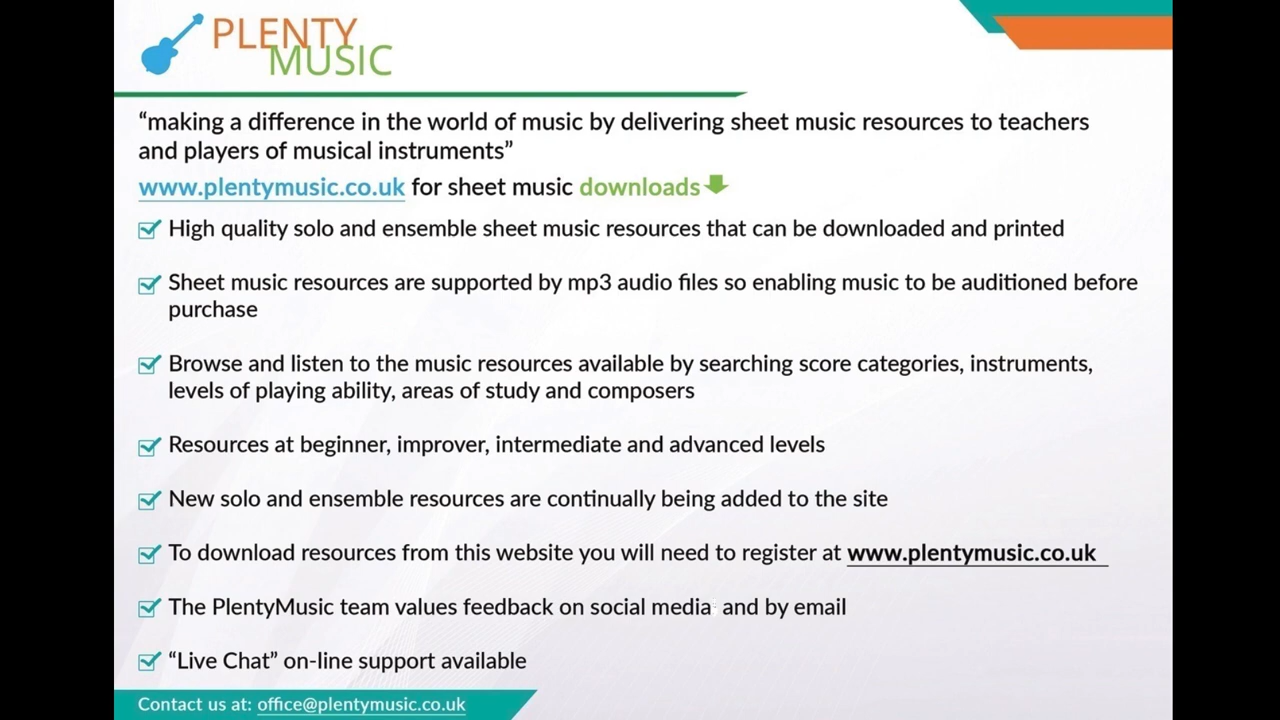 PLENTY
MUSIC
“making a difference in the world of music by delivering sheet music resources to teachers
and players of musical instruments”
www.plentymusic.co.uk for sheet music downloads
High quality solo and ensemble sheet music resources that can be downloaded and printed
Sheet music resources are supported by mp3 audio files so enabling music to be auditioned before
purchase
Browse and listen to the music resources available by searching score categories, instruments,
levels of playing ability, areas of study and composers
Resources at beginner, improver, intermediate and advanced levels
New solo and ensemble resources are continually being added to the site
To download resources from this website you will need to register at www.plentymusic.co.uk
The PlentyMusic team values feedback on social media and by email
“Live Chat” on-line support available
Contact us at: office@plentymusic.co.uk